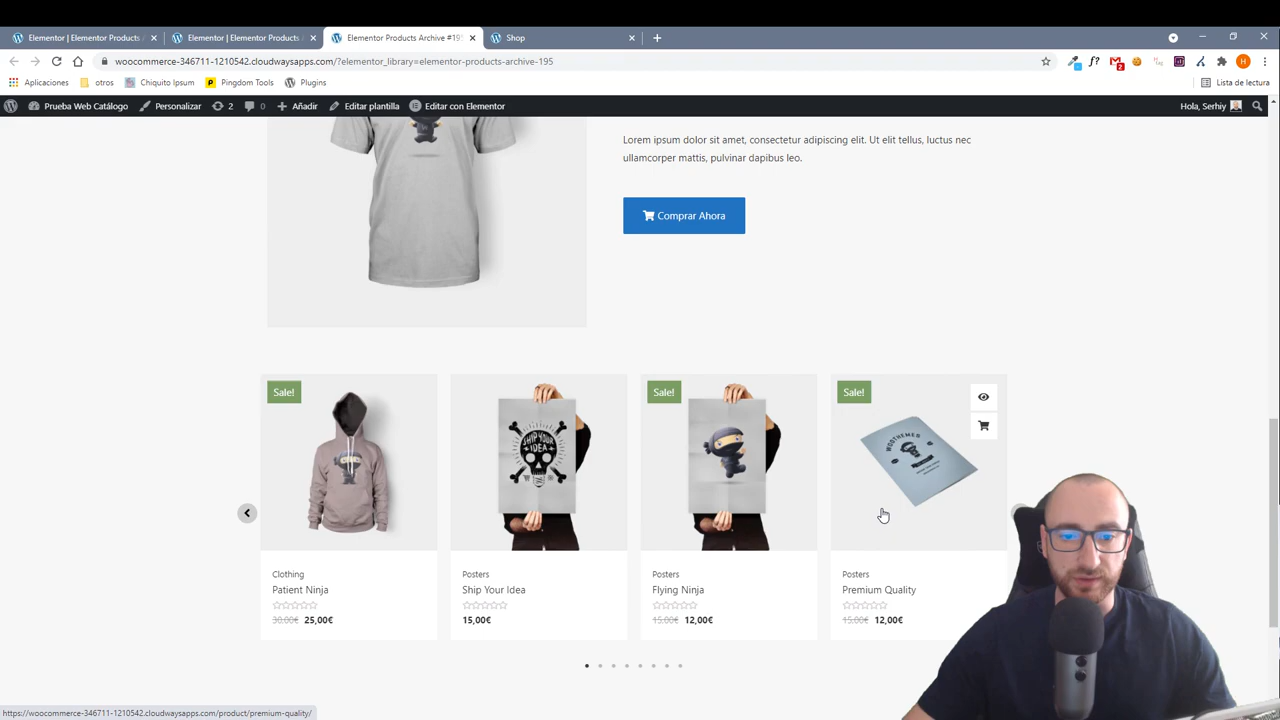 Elementor | Elementor Products A
Elementor | Elementor Products A
Elementor Products Archive #195
Shop
woocommerce-346711-1210542.cloudwaysapps.com/?elementor_library=elementor-products-archive-195
Aplicaciones
otros
Chiquito Ipsum
Pingdom Tools
Plugins
Lista de lectura
Prueba Web Catálogo
Personalizar
2
0
Añadir
Editar plantilla
Editar con Elementor
Hola, Serhiy
Lorem ipsum dolor sit amet, consectetur adipiscing elit. Ut elit tellus, luctus nec
ullamcorper mattis, pulvinar dapibus leo.
Comprar Ahora
Sale!
Sale!
Sale!
SHIP YOUR
IDEA
WOOTHEMES
Clothing
Patient Ninja
30,00€ 25,00€
Posters
Ship Your Idea
15,00€
Posters
Flying Ninja
15,00€ 12,00€
Posters
Premium Quality
15,00€ 12,00€
https://woocommerce-346711-1210542.cloudwaysapps.com/product/premium-quality/